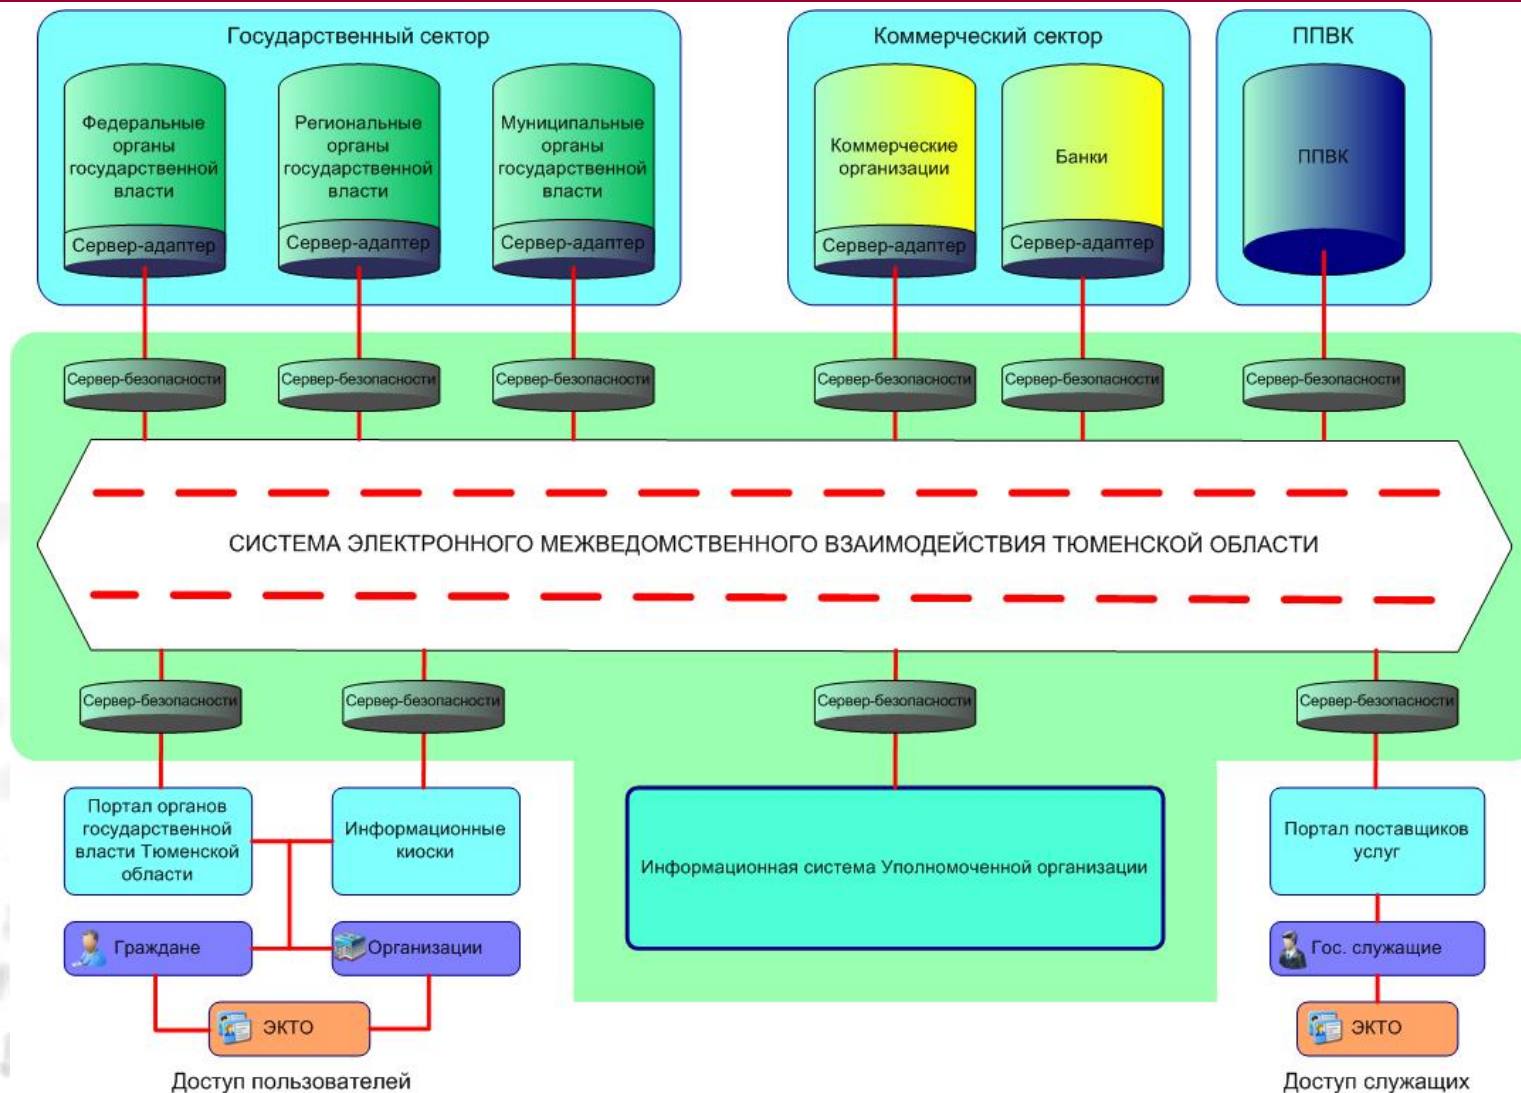 Государственный сектор
Коммерческий сектор
ППВК
Федеральные
органы
государственной
власти
Сервер-адаптер
Региональные
органы
государственной
власти
Сервер-адаптер
Муниципальные
органы
государственной
власти
Сервер-адаптер
Коммерческие
организации
Сервер-адаптер
Банки
Сервер-адаптер
ППВК
Сервер-безопасности
Сервер-безопасности
Сервер-безопасности
Сервер-безопасности
Сервер-безопасности
Сервер-безопасности
СИСТЕМА ЭЛЕКТРОННОГО МЕЖВЕДОМСТВЕННОГО ВЗАИМОДЕЙСТВИЯ ТЮМЕНСКОЙ ОБЛАСТИ
Сервер-безопасности
Сервер-безопасности
Сервер-безопасности
Сервер-безопасности
Портал органов
государственной
власти Тюменской
области
Информационные
киоски
Информационная система Уполномоченной организации
Портал поставщиков
услуг
Граждане
Организации
Гос. служащие
ЭКТО
ЭКТО
Доступ пользователей
Доступ служащих